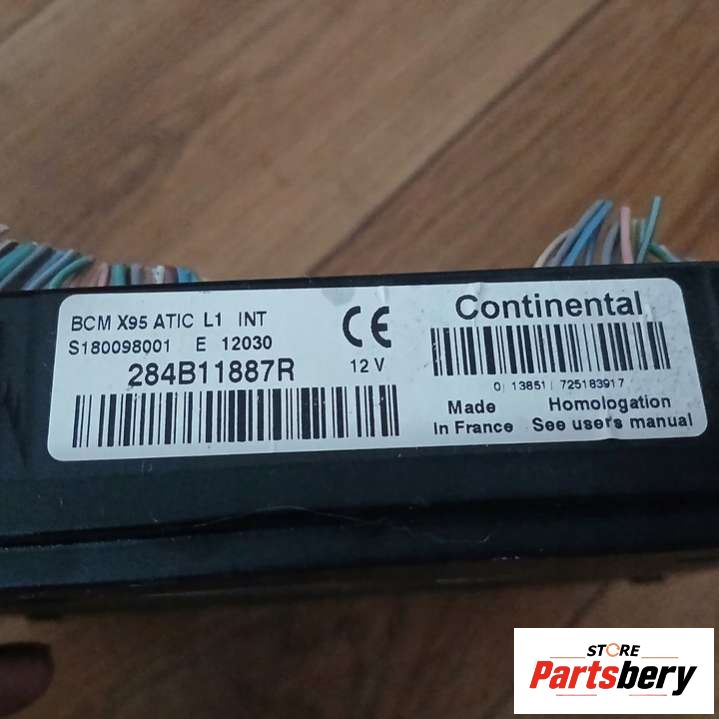 BCM X95 ATIC L1 INT
S180098001 E 12030
284B11887R
12 V
CE
Continental
0 13851 725183917
Made
In France
Homologation
See user's manual
STORE
Partsbery